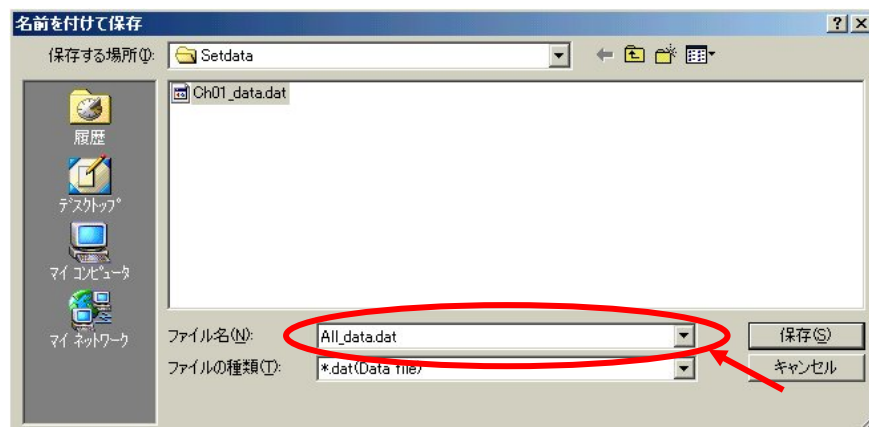 名前を付けて保存
保存する場所(I):
Setdata
Ch01_data.dat
履歴
デスクトップ
マイ コンピュータ
マイ ネットワーク
ファイル名(N):
All_data.dat
保存(S)
ファイルの種類(T):
*.dat(Data file)
キャンセル